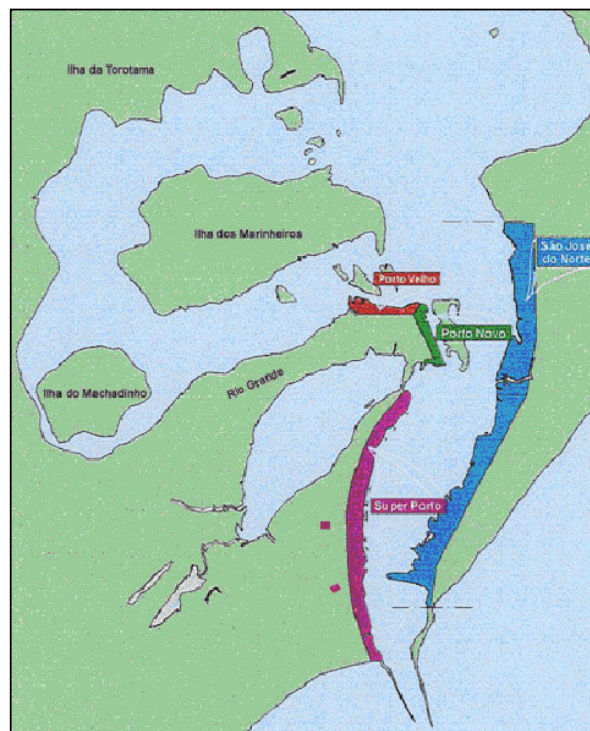 Ilha da Torotama
Ilha dos Marinheiros
São José
do Norte
Porto Velho
Porto Novo
Rio Grande
Ilha do Machadinho
Super Porto